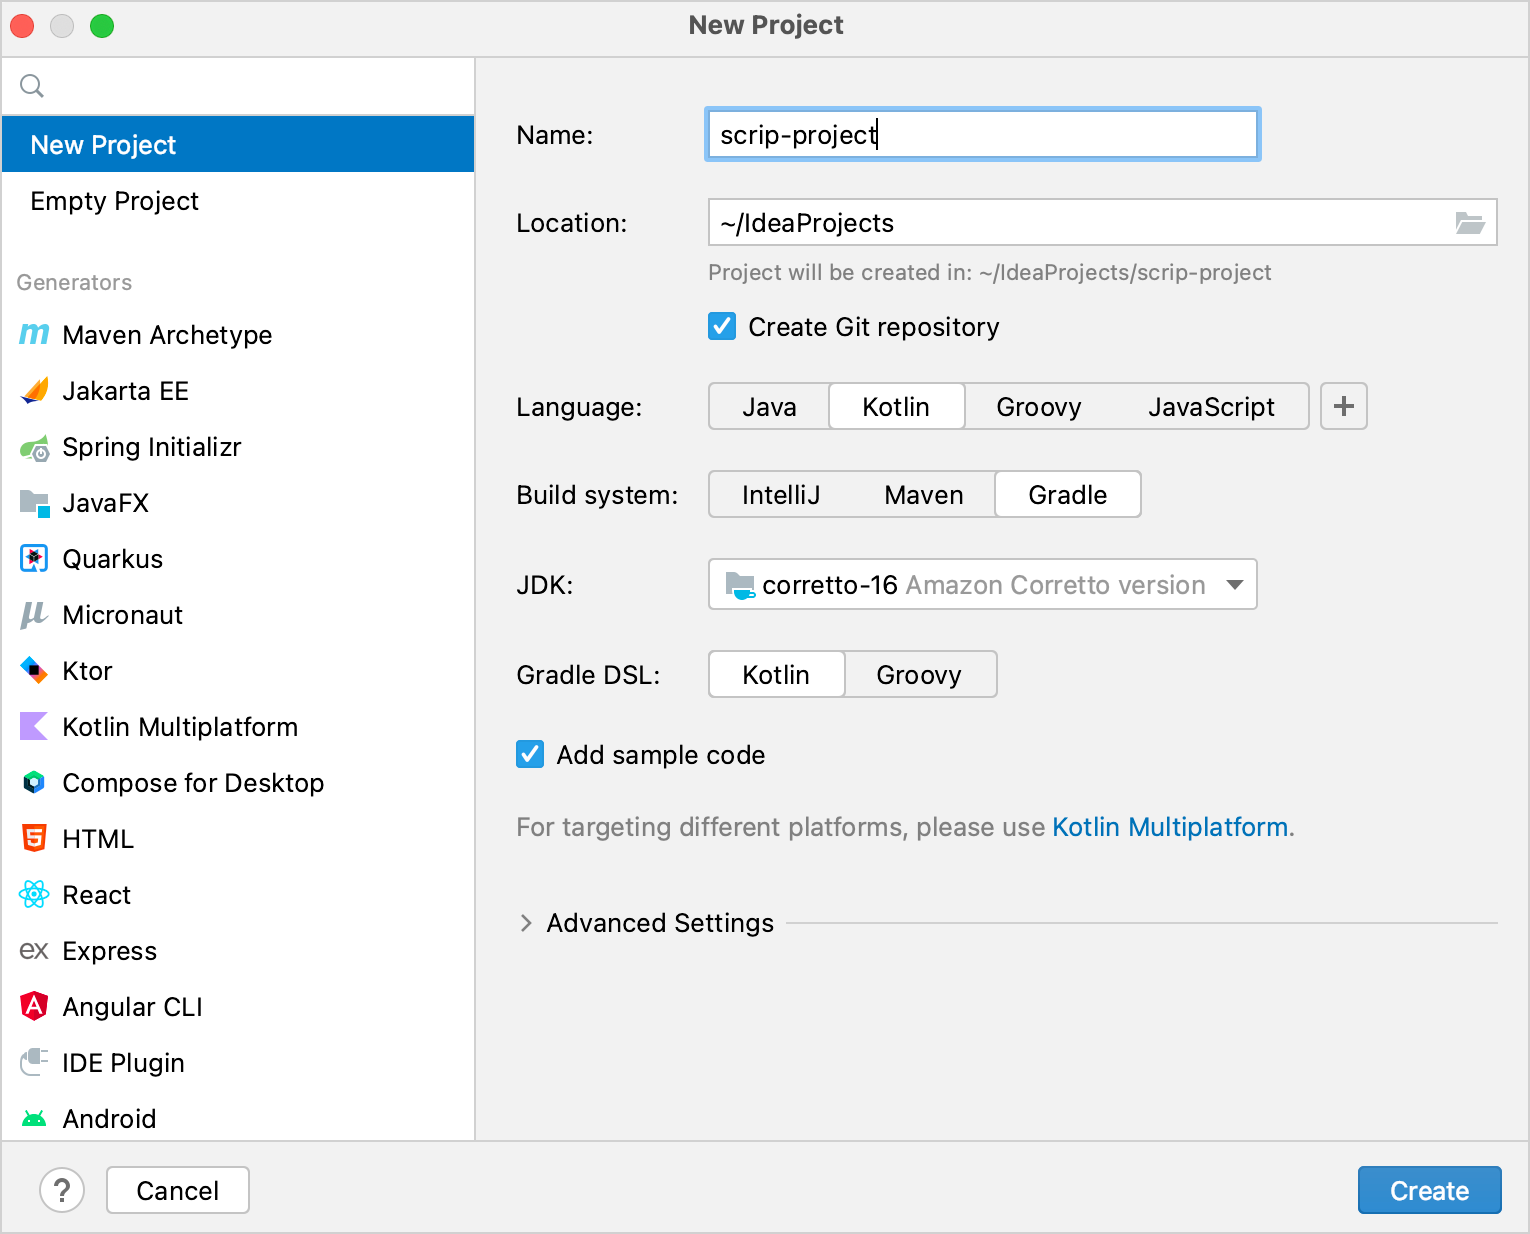 New Project
New Project
Empty Project
Generators
Maven Archetype
Jakarta EE
Spring Initializr
JavaFX
Quarkus
Micronaut
Ktor
Kotlin Multiplatform
Compose for Desktop
HTML
React
ex Express
Angular CLI
IDE Plugin
Android
Name: scrip-project
Location: ~/IdeaProjects
Project will be created in: ~/IdeaProjects/scrip-project
Create Git repository
Language: Java Kotlin Groovy JavaScript +
Build system: IntelliJ Maven Gradle
JDK: corretto-16 Amazon Corretto version
Gradle DSL: Kotlin Groovy
Add sample code
For targeting different platforms, please use Kotlin Multiplatform.
Advanced Settings
? Cancel Create